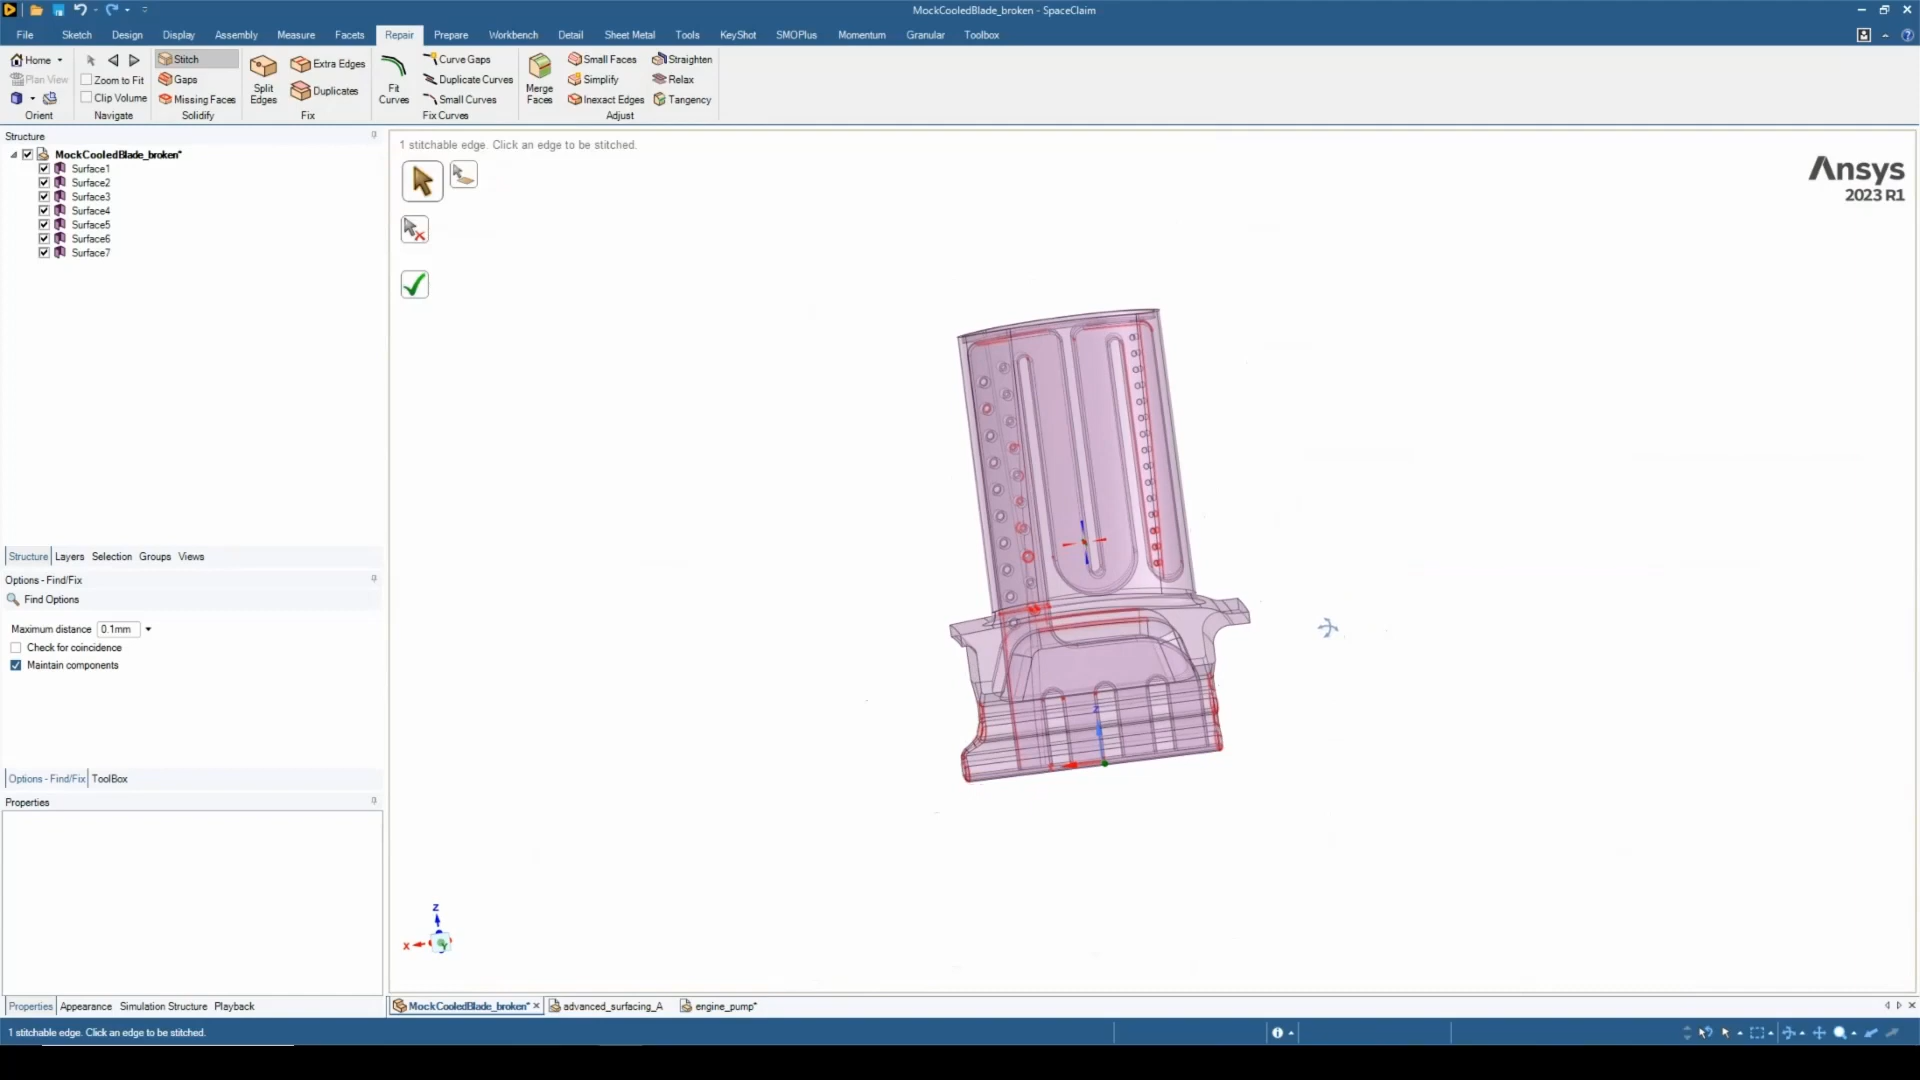 MockCooledBlade_broken - SpaceClaim
File Sketch Design Display Assembly Measure Facets Repair Prepare Workbench Detail Sheet Metal Tools KeyShot SMOPlus Momentum Granular Toolbox
Home
Plan View
Orient
Zoom to Fit
Clip Volume
Navigate
Stitch
Gaps
Missing Faces
Solidify
Split
Edges
Extra Edges
Duplicates
Fix
Fit
Curves
Curve Gaps
Duplicate Curves
Small Curves
Fix Curves
Merge
Faces
Small Faces
Simplify
Inexact Edges
Straighten
Relax
Tangency
Adjust
Structure
MockCooledBlade_broken*
Surface1
Surface2
Surface3
Surface4
Surface5
Surface6
Surface7
Structure Layers Selection Groups Views
Options - Find/Fix
Find Options
Maximum distance 0.1mm
Check for coincidence
Maintain components
Options - Find/Fix ToolBox
Properties
Properties Appearance Simulation Structure Playback
1 stitchable edge. Click an edge to be stitched.
Ansys
2023 R1
Z
Z
X
Y
MockCooledBlade_broken* advanced_surfacing_A engine_pump*
1 stitchable edge. Click an edge to be stitched.